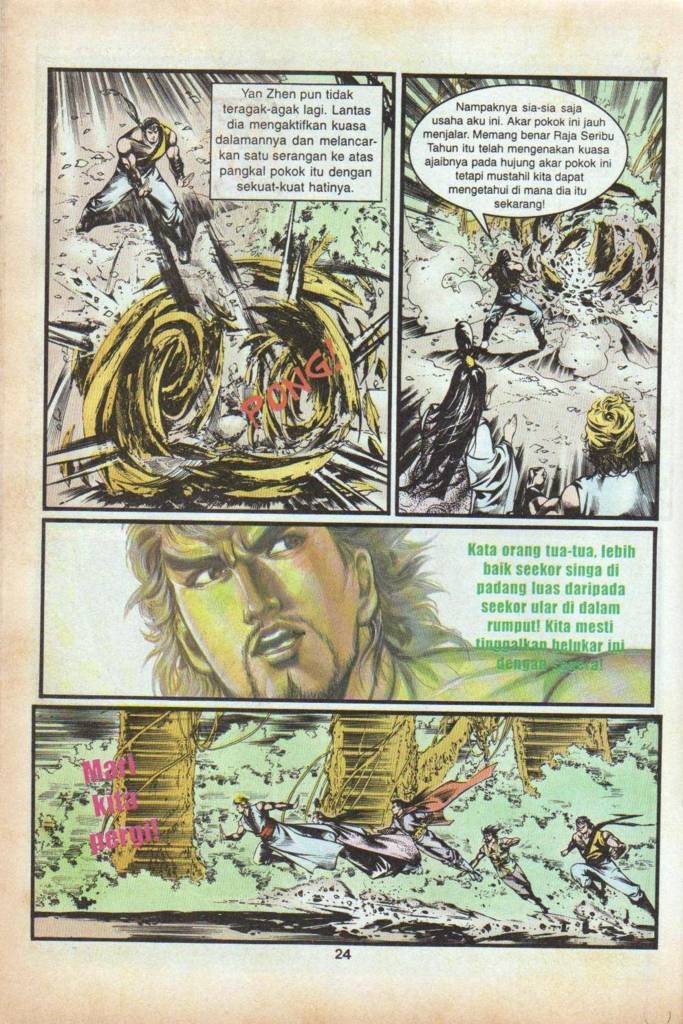 Yan Zhen pun tidak
teragak-agak lagi. Lantas
dia mengaktifkan kuasa
dalamannya dan melancar-
kan satu serangan ke atas
pangkal pokok itu dengan
sekuat-kuat hatinya.
PONG!
Nampaknya sia-sia saja
usaha aku ini. Akar pokok ini jauh
menjalar. Memang benar Raja Seribu
Tahun itu telah mengenakan kuasa
ajaibnya pada hujung akar pokok ini
tetapi mustahil kita dapat
mengetahui di mana dia itu
sekarang!
Kata orang tua-tua, lebih
baik seekor singa di
padang luas daripada
seekor ular di dalam
rumput! Kita mesti
tinggalkan belukar ini
dengan segera!
Mari
kita
pergi!
24